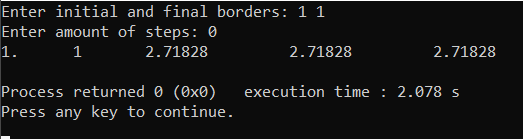 Enter initial and final borders: 1 1
Enter amount of steps: 0
1. 1 2.71828 2.71828 2.71828
Process returned 0 (0x0) execution time : 2.078 s
Press any key to continue.